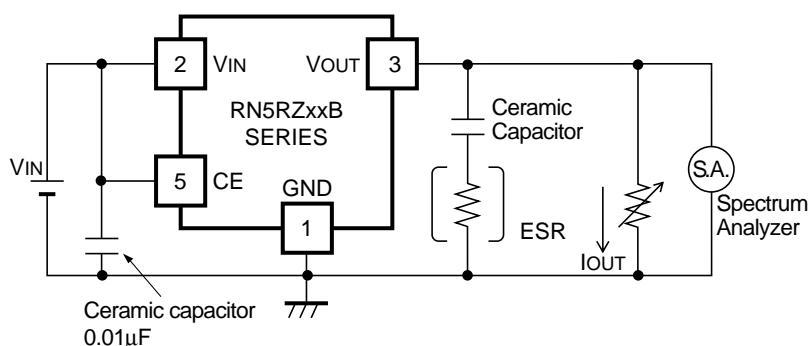 2
VIN
VOUT
3
RN5RZxxB
SERIES
Ceramic
Capacitor
VIN
5
CE
GND
1
ESR
IOUT
S.A.
Spectrum
Analyzer
Ceramic capacitor
0.01µF